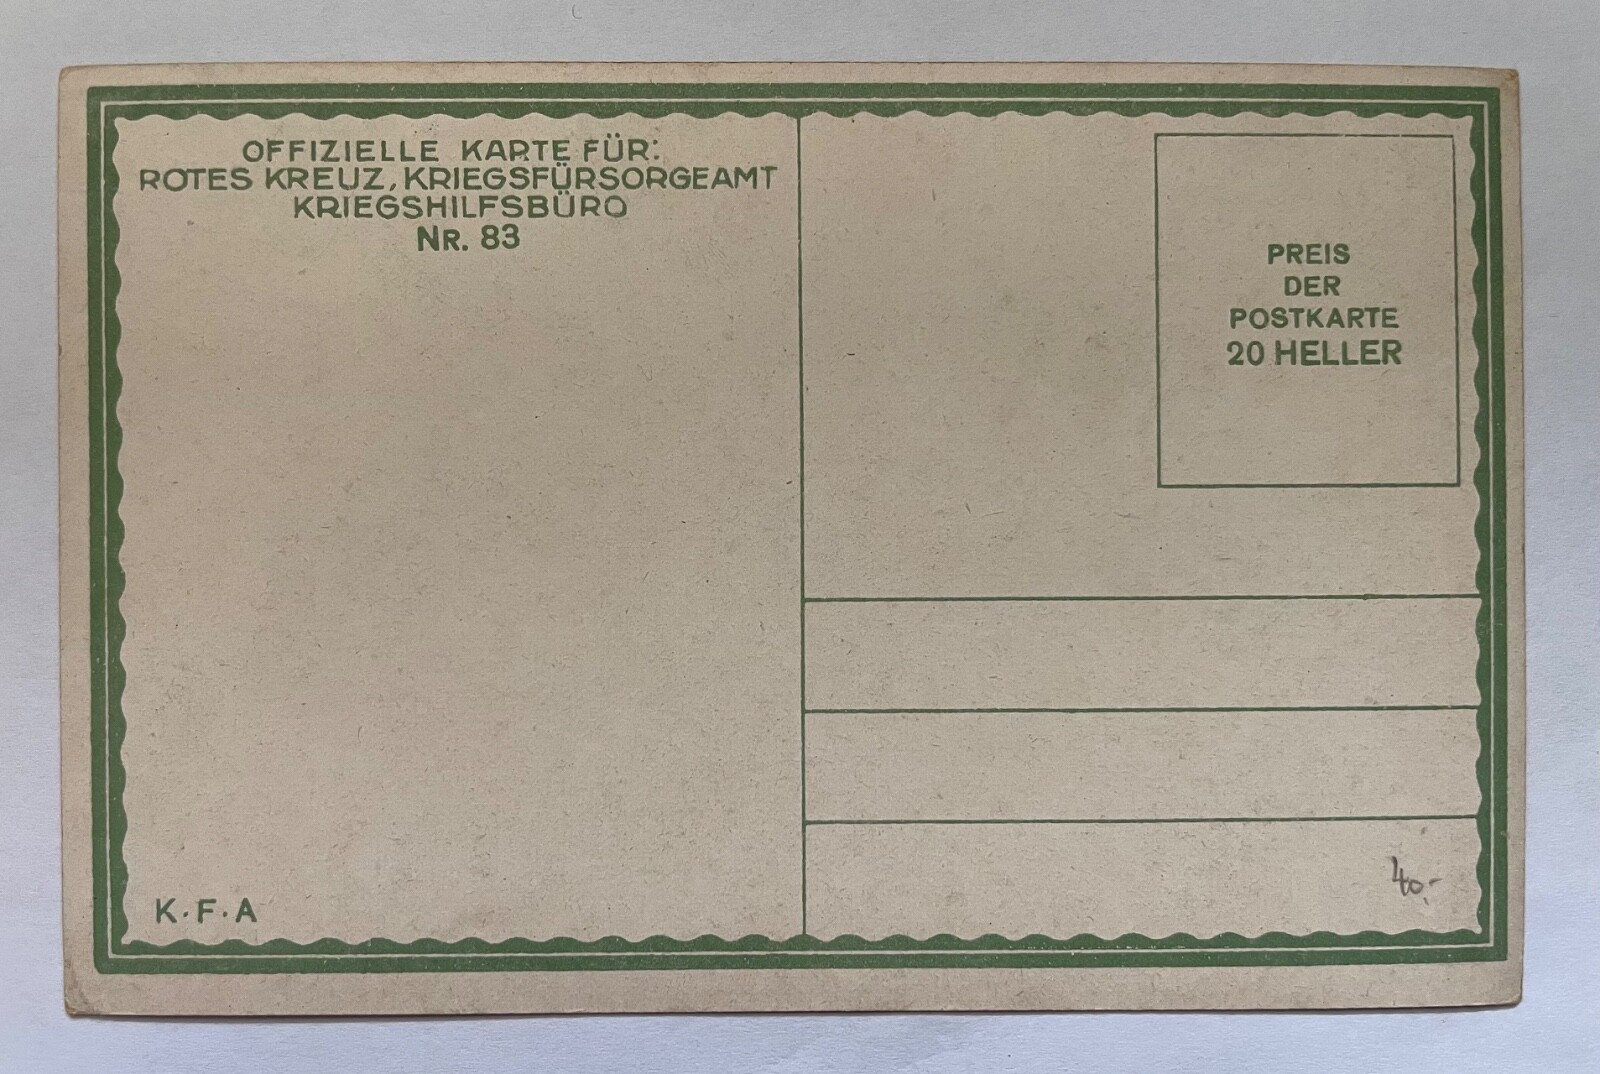 OFFIZIELLE KARTE FÜR:
ROTES KREUZ, KRIEGSFÜRSORGEAMT
KRIEGSHILFSBÜRO
NR. 83
PREIS
DER
POSTKARTE
20 HELLER
K·F·A
40.-